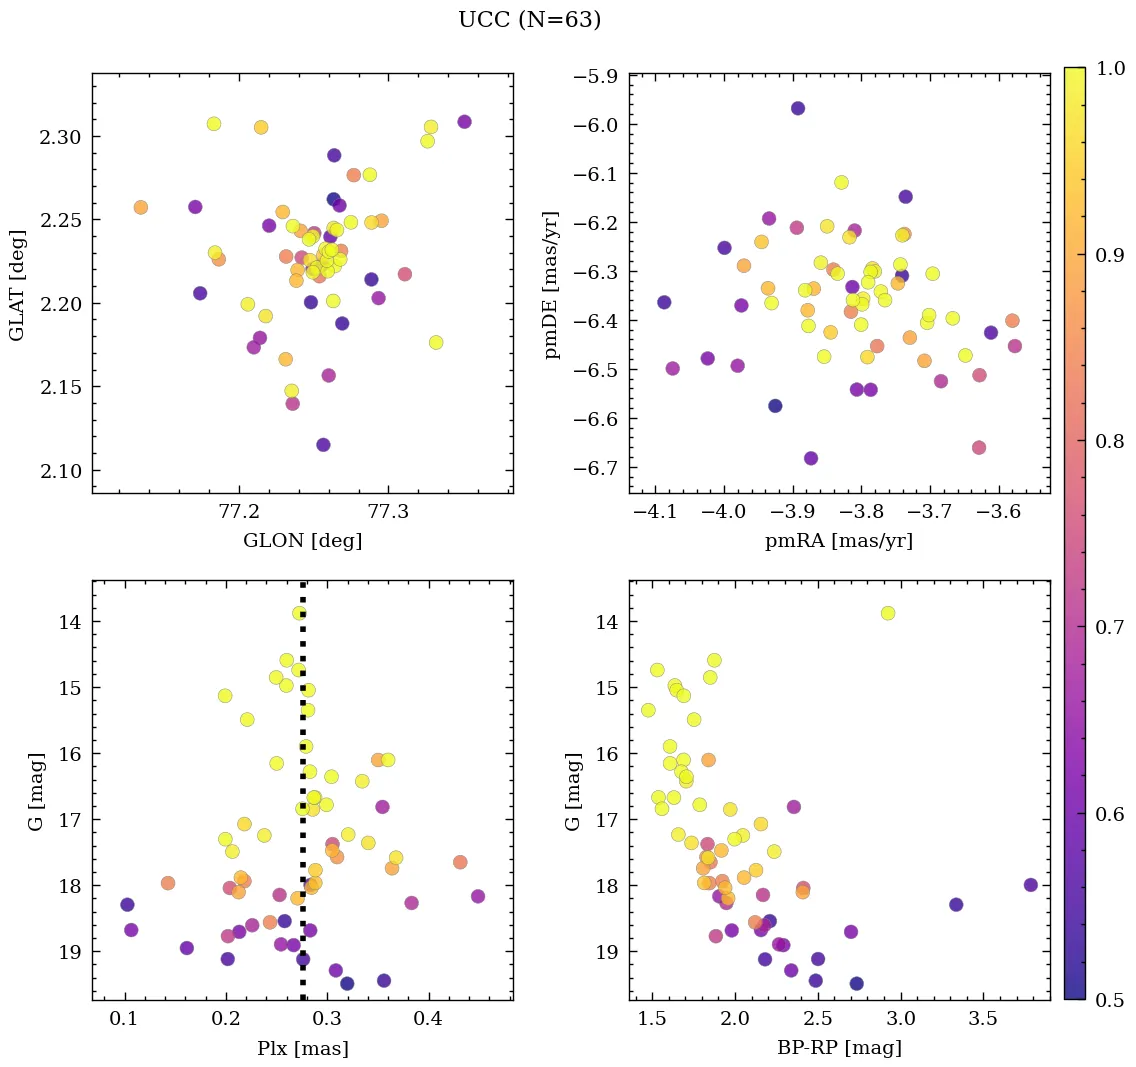 UCC (N=63)
2.30
2.25
2.20
2.15
2.10
GLAT [deg]
77.2 77.3
GLON [deg]
−5.9
−6.0
−6.1
−6.2
−6.3
−6.4
−6.5
−6.6
−6.7
pmDE [mas/yr]
−4.1 −4.0 −3.9 −3.8 −3.7 −3.6
pmRA [mas/yr]
14
15
16
17
18
19
G [mag]
0.1 0.2 0.3 0.4
Plx [mas]
14
15
16
17
18
19
G [mag]
1.5 2.0 2.5 3.0 3.5
BP-RP [mag]
1.0
0.9
0.8
0.7
0.6
0.5